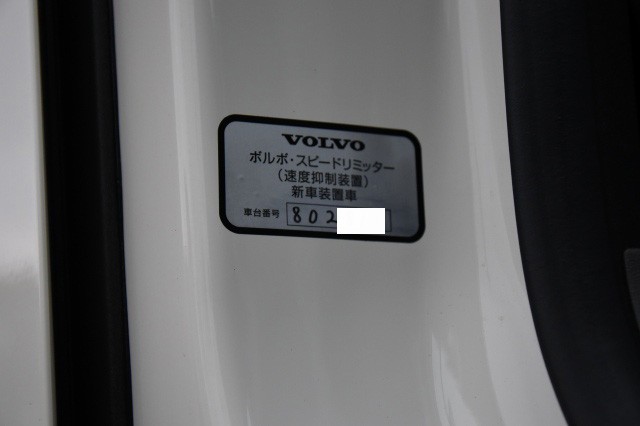 VOLVO
ボルボ・スピードリミッター
（速度抑制装置）
新車装置車
車台番号 802